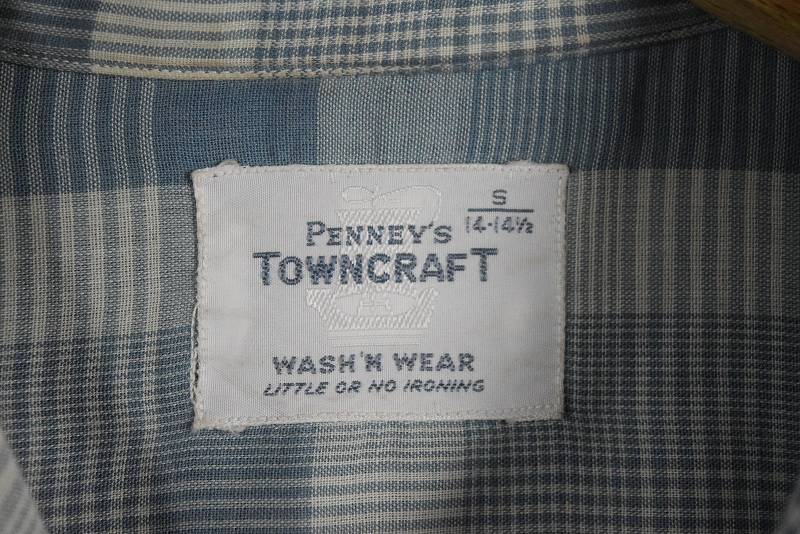 S
14-14½
PENNEY'S
TOWNCRAFT
WASH'N WEAR
LITTLE OR NO IRONING